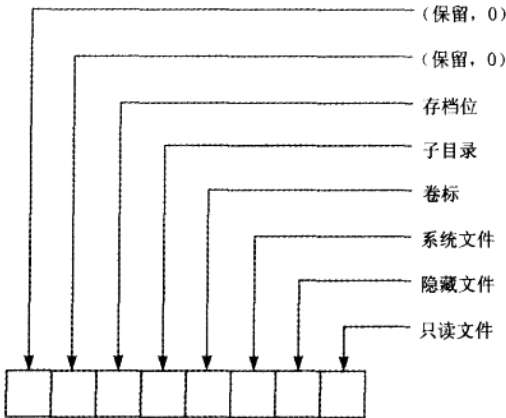 (保留，0)
(保留，0)
存档位
子目录
卷标
系统文件
隐藏文件
只读文件